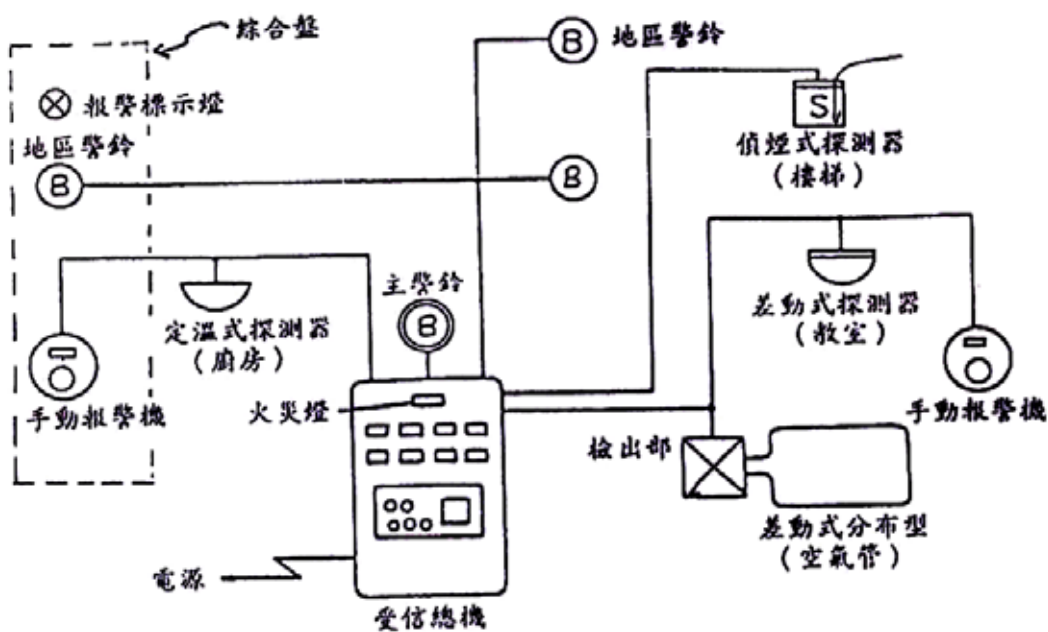 綜合盤
B 地區警鈴
報警標示燈
S
地區警鈴
偵煙式探測器
(樓梯)
B
B
主警鈴
B
定溫式探測器
(廚房)
差動式探測器
(教室)
手動报警機
火災燈
手動报警機
檢出部
差動式分布型
(空氣管)
電源
受信總機